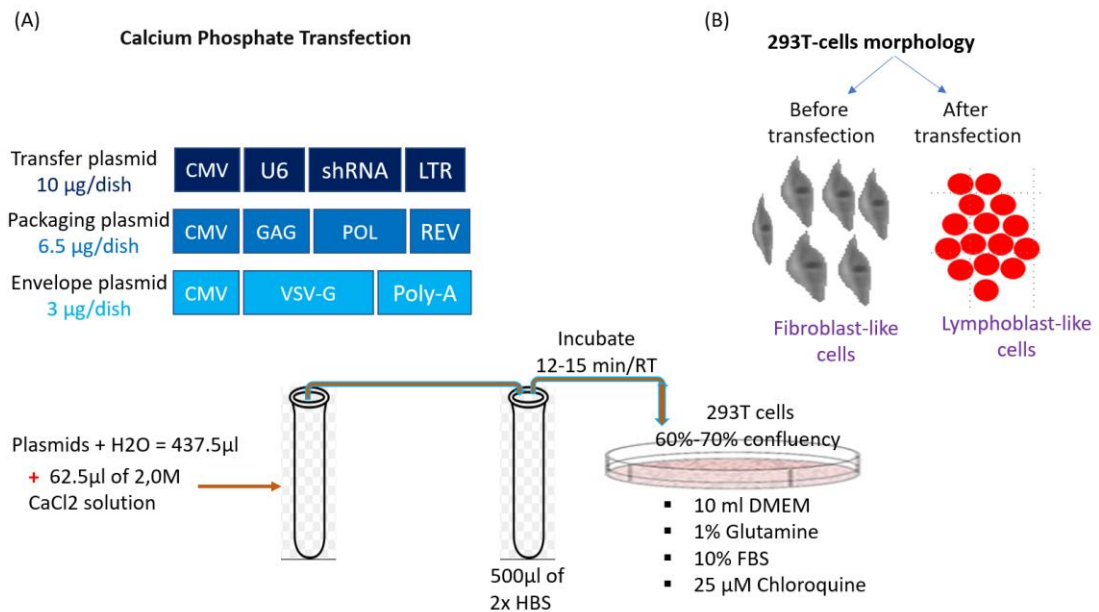 (A)
Calcium Phosphate Transfection
Transfer plasmid
10 µg/dish
CMV
U6
shRNA
LTR
Packaging plasmid
6.5 µg/dish
CMV
GAG
POL
REV
Envelope plasmid
3 µg/dish
CMV
VSV-G
Poly-A
(B)
293T-cells morphology
Before
transfection
After
transfection
Fibroblast-like
cells
Lymphoblast-like
cells
Incubate
12-15 min/RT
Plasmids + H2O = 437.5µl
+ 62.5µl of 2,0M
CaCl2 solution
500µl of
2x HBS
293T cells
60%-70% confluency
▪ 10 ml DMEM
▪ 1% Glutamine
▪ 10% FBS
▪ 25 µM Chloroquine